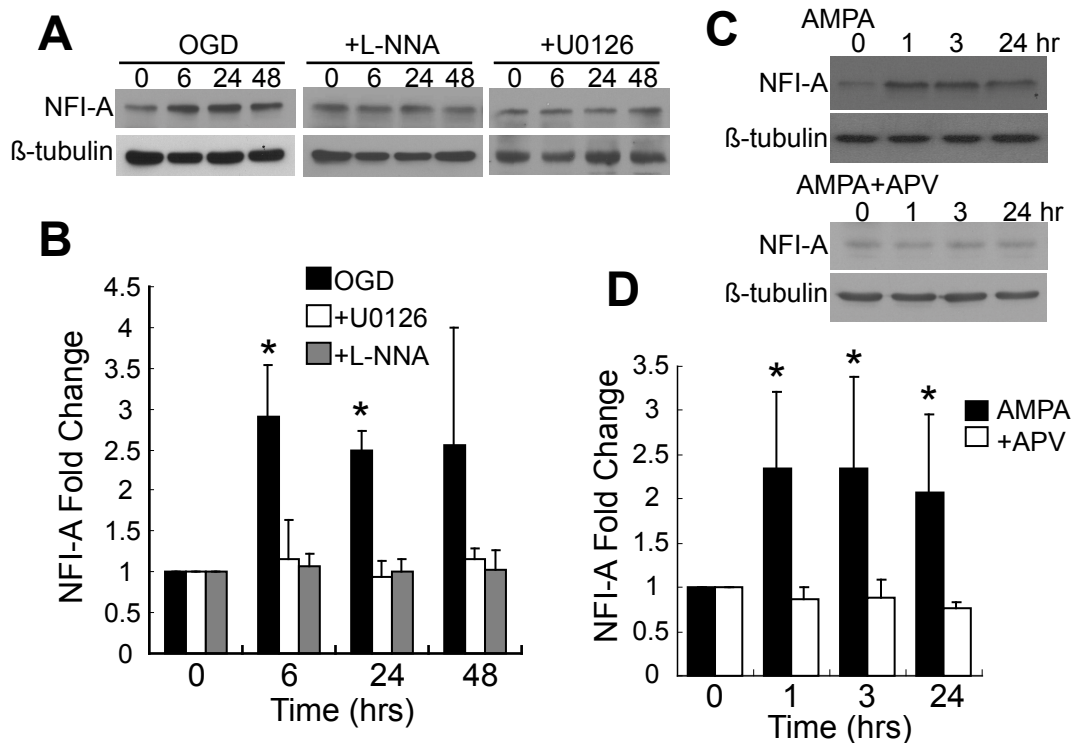 A
OGD
+L-NNA
+U0126
0 6 24 48
0 6 24 48
0 6 24 48
NFI-A
ß-tubulin
B
OGD
+U0126
+L-NNA
NFI-A Fold Change
4.5
4
3.5
3
2.5
2
1.5
1
0.5
0
*
*
0 6 24 48
Time (hrs)
C
AMPA
0 1 3 24 hr
NFI-A
ß-tubulin
AMPA+APV
0 1 3 24 hr
NFI-A
ß-tubulin
D
AMPA
+APV
NFI-A Fold Change
3.5
3
2.5
2
1.5
1
0.5
0
*
*
*
0 1 3 24
Time (hrs)